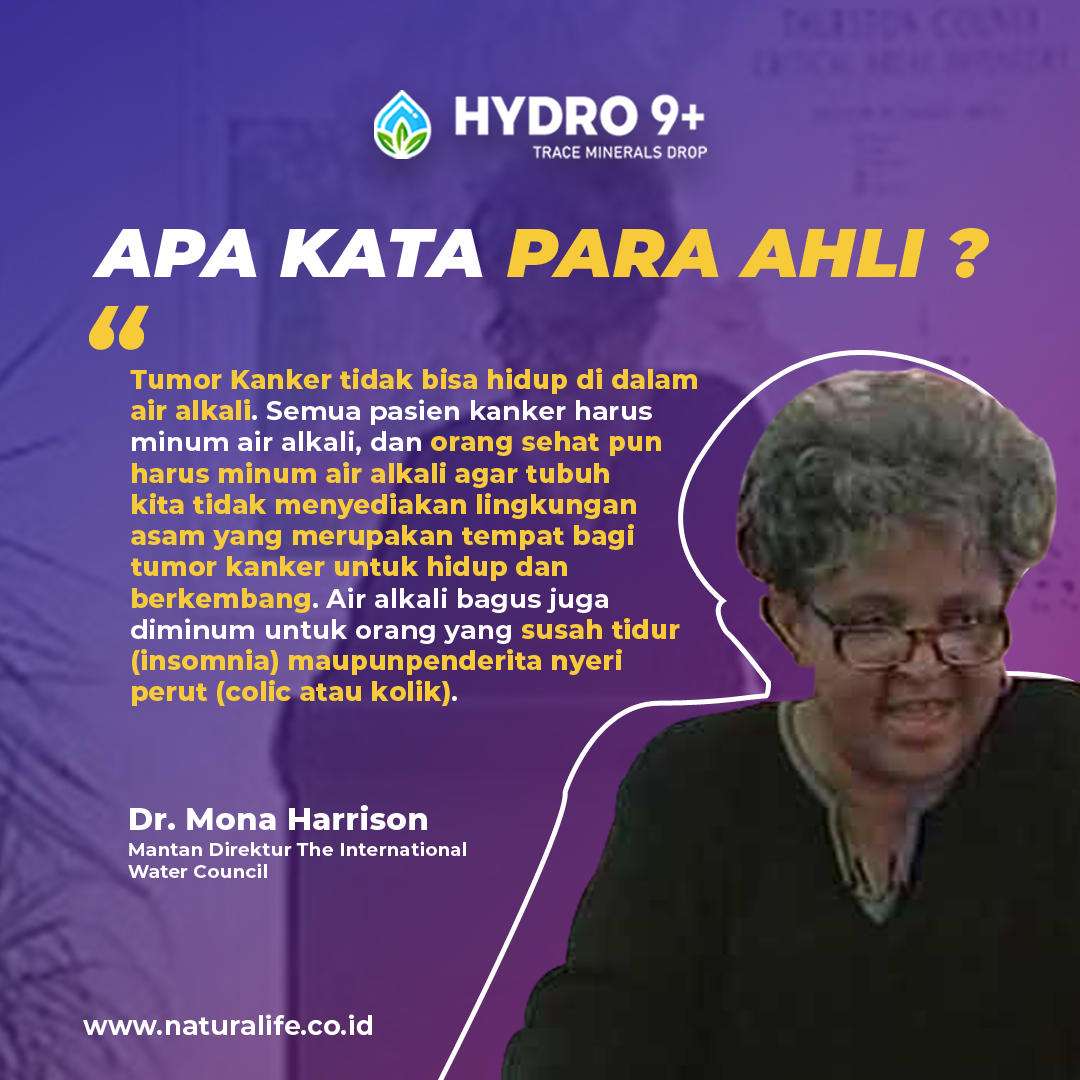 THURSTON COUNTY
HYDRO 9+
TRACE MINERALS DROP
APA KATA PARA AHLI ?
“
Tumor Kanker tidak bisa hidup di dalam
air alkali. Semua pasien kanker harus
minum air alkali, dan orang sehat pun
harus minum air alkali agar tubuh
kita tidak menyediakan lingkungan
asam yang merupakan tempat bagi
tumor kanker untuk hidup dan
berkembang. Air alkali bagus juga
diminum untuk orang yang susah tidur
(insomnia) maupunpenderita nyeri
perut (colic atau kolik).
Dr. Mona Harrison
Mantan Direktur The International
Water Council
www.naturalife.co.id